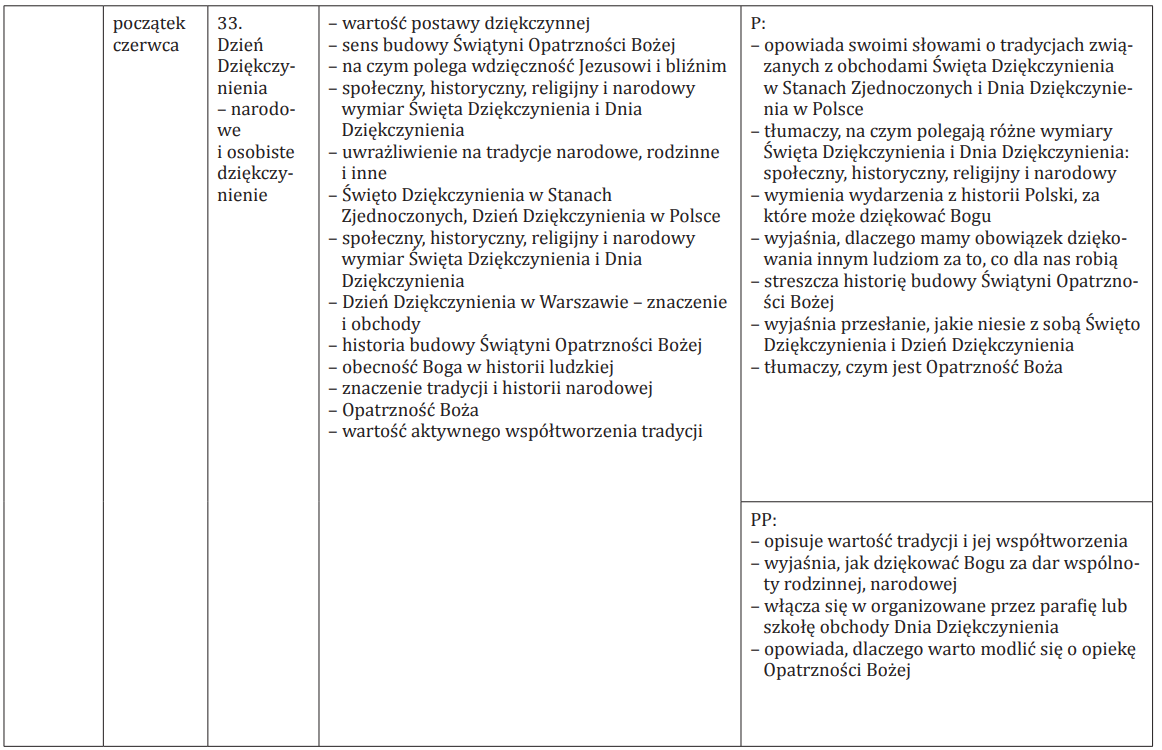 początek
czerwca
33.
Dzień
Dziękczy-
nienia
– narodo-
we
i osobiste
dziękczy-
nienie
– wartość postawy dziękczynnej
– sens budowy Świątyni Opatrzności Bożej
– na czym polega wdzięczność Jezusowi i bliźnim
– społeczny, historyczny, religijny i narodowy
wymiar Święta Dziękczynienia i Dnia
Dziękczynienia
– uwrażliwienie na tradycje narodowe, rodzinne
i inne
– Święto Dziękczynienia w Stanach
Zjednoczonych, Dzień Dziękczynienia w Polsce
– społeczny, historyczny, religijny i narodowy
wymiar Święta Dziękczynienia i Dnia
Dziękczynienia
– Dzień Dziękczynienia w Warszawie – znaczenie
i obchody
– historia budowy Świątyni Opatrzności Bożej
– obecność Boga w historii ludzkiej
– znaczenie tradycji i historii narodowej
– Opatrzność Boża
– wartość aktywnego współtworzenia tradycji
P:
– opowiada swoimi słowami o tradycjach zwią-
zanych z obchodami Święta Dziękczynienia
w Stanach Zjednoczonych i Dnia Dziękczynie-
nia w Polsce
– tłumaczy, na czym polegają różne wymiary
Święta Dziękczynienia i Dnia Dziękczynienia:
społeczny, historyczny, religijny i narodowy
– wymienia wydarzenia z historii Polski, za
które może dziękować Bogu
– wyjaśnia, dlaczego mamy obowiązek dzięko-
wania innym ludziom za to, co dla nas robią
– streszcza historię budowy Świątyni Opatrzno-
ści Bożej
– wyjaśnia przesłanie, jakie niesie z sobą Święto
Dziękczynienia i Dzień Dziękczynienia
– tłumaczy, czym jest Opatrzność Boża
PP:
– opisuje wartość tradycji i jej współtworzenia
– wyjaśnia, jak dziękować Bogu za dar wspólno-
ty rodzinnej, narodowej
– włącza się w organizowane przez parafię lub
szkołę obchody Dnia Dziękczynienia
– opowiada, dlaczego warto modlić się o opiekę
Opatrzności Bożej